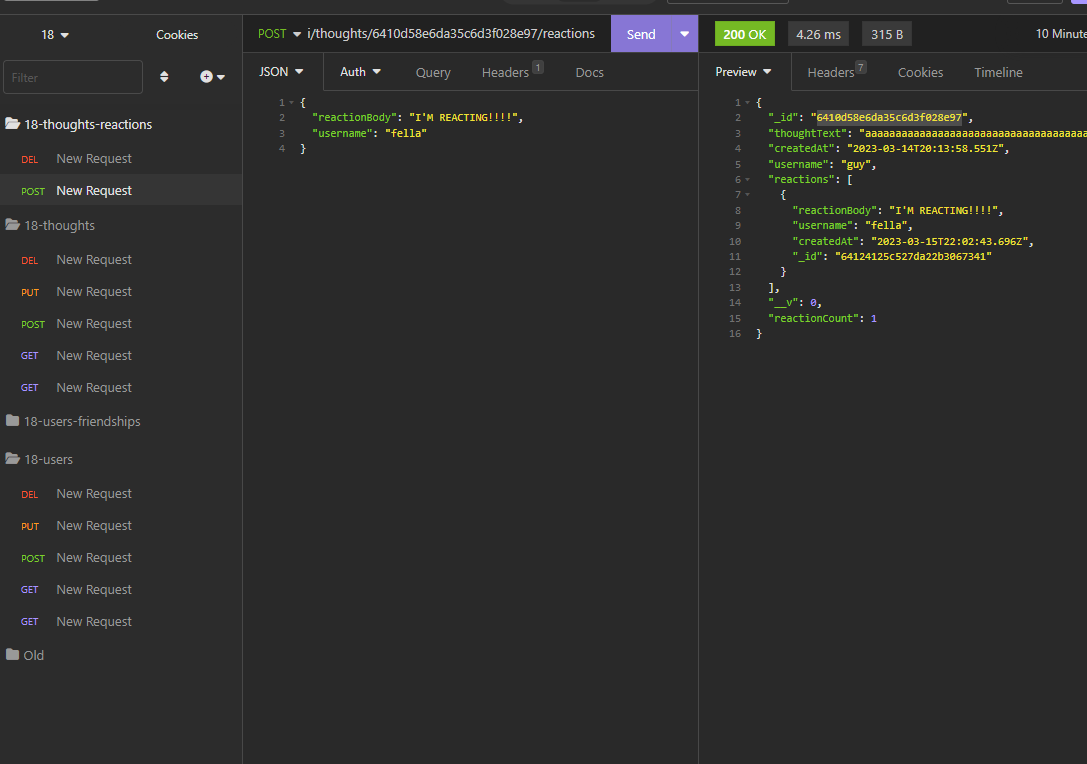 18
Cookies
Filter
18-thoughts-reactions
DEL New Request
POST New Request
18-thoughts
DEL New Request
PUT New Request
POST New Request
GET New Request
GET New Request
18-users-friendships
18-users
DEL New Request
PUT New Request
POST New Request
GET New Request
GET New Request
Old
POST i/thoughts/6410d58e6da35c6d3f028e97/reactions Send
JSON Auth Query Headers 1 Docs
1 {
2 "reactionBody": "I'M REACTING!!!!",
3 "username": "fella"
4 }
200 OK 4.26 ms 315 B 10 Minute
Preview Headers 7 Cookies Timeline
1 {
2 "_id": "6410d58e6da35c6d3f028e97",
3 "thoughtText": "aaaaaaaaaaaaaaaaaaaaaaaaaaaaaaaaaaaaa
4 "createdAt": "2023-03-14T20:13:58.551Z",
5 "username": "guy",
6 "reactions": [
7 {
8 "reactionBody": "I'M REACTING!!!!",
9 "username": "fella",
10 "createdAt": "2023-03-15T22:02:43.696Z",
11 "_id": "64124125c527da22b3067341"
12 }
13 ],
14 "__v": 0,
15 "reactionCount": 1
16 }